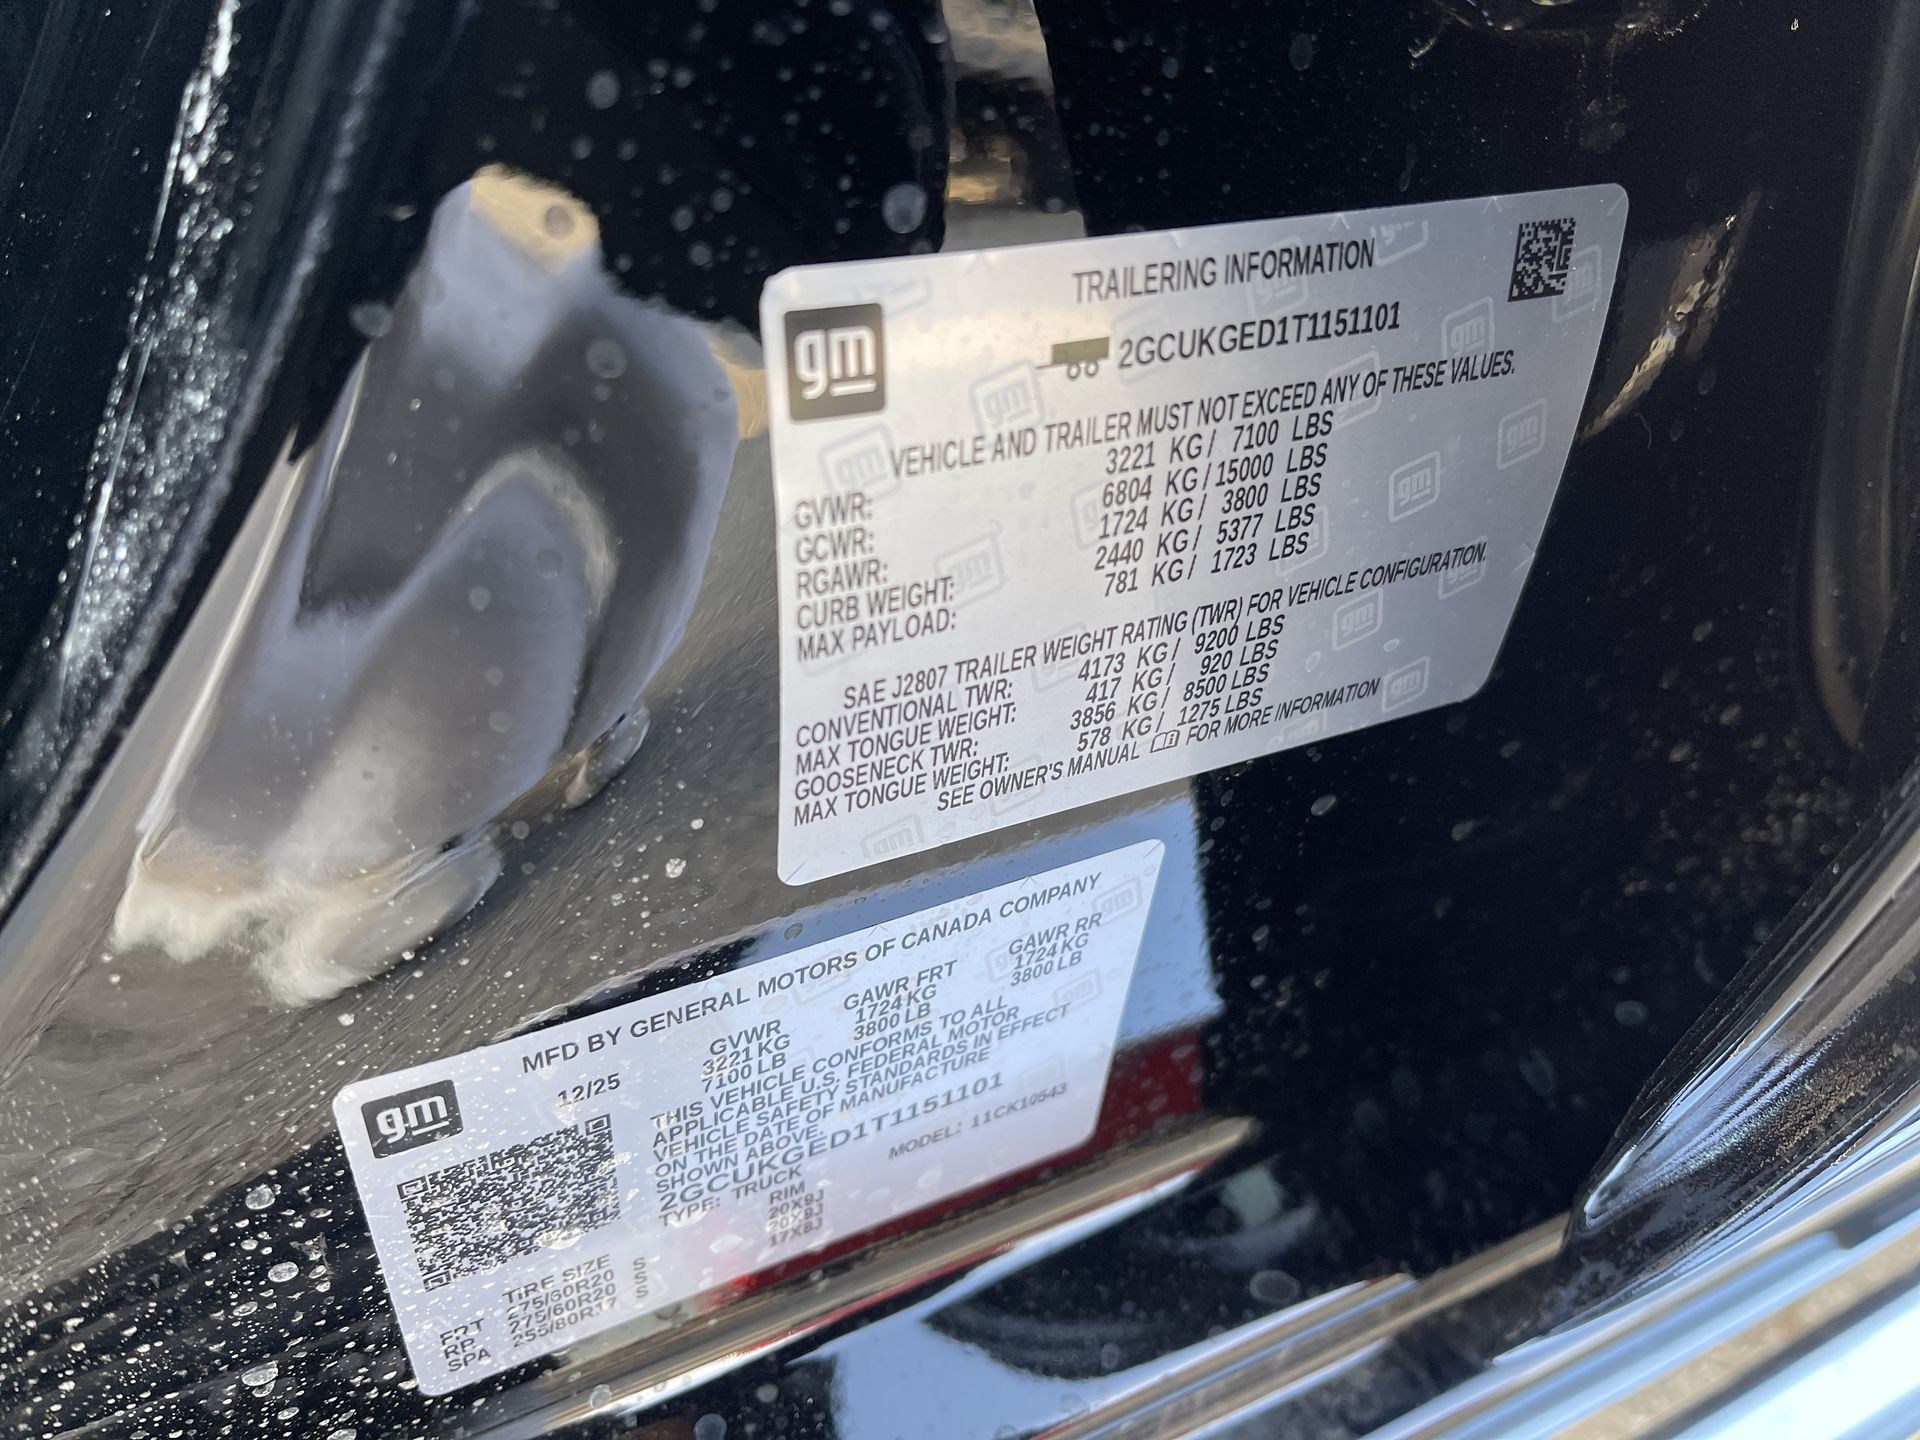 TRAILERING INFORMATION
gm
2GCUKGED1T1151101
VEHICLE AND TRAILER MUST NOT EXCEED ANY OF THESE VALUES.
GVWR: 3221 KG / 7100 LBS
GCWR: 6804 KG / 15000 LBS
RGAWR: 1724 KG / 3800 LBS
CURB WEIGHT: 2440 KG / 5377 LBS
MAX PAYLOAD: 781 KG / 1723 LBS
SAE J2807 TRAILER WEIGHT RATING (TWR) FOR VEHICLE CONFIGURATION.
CONVENTIONAL TWR: 4173 KG / 9200 LBS
MAX TONGUE WEIGHT: 417 KG / 920 LBS
GOOSENECK TWR: 3856 KG / 8500 LBS
MAX TONGUE WEIGHT: 578 KG / 1275 LBS
SEE OWNER'S MANUAL FOR MORE INFORMATION
MFD BY GENERAL MOTORS OF CANADA COMPANY
gm
12/25
GVWR GAWR FRT GAWR RR
3221 KG 1724 KG 1724 KG
7100 LB 3800 LB 3800 LB
THIS VEHICLE CONFORMS TO ALL
APPLICABLE U.S. FEDERAL MOTOR
VEHICLE SAFETY STANDARDS IN EFFECT
ON THE DATE OF MANUFACTURE
SHOWN ABOVE.
2GCUKGED1T1151101
TYPE: TRUCK MODEL: 11CK10543
TIRE SIZE RIM
FRT 275/60R20 S 20X9J
RR 275/60R20 S 20X9J
SPA 255/80R17 S 17X8J